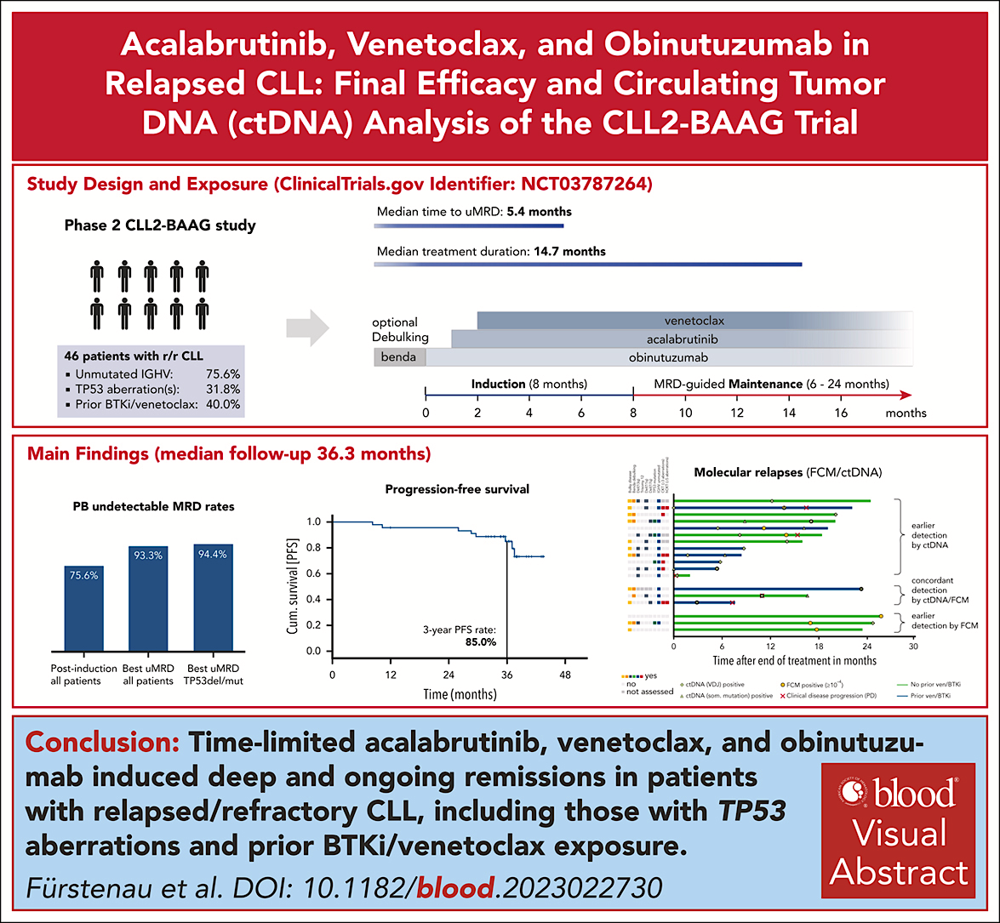 Acalabrutinib, Venetoclax, and Obinutuzumab in
Relapsed CLL: Final Efficacy and Circulating Tumor
DNA (ctDNA) Analysis of the CLL2-BAAG Trial
Study Design and Exposure (ClinicalTrials.gov Identifier: NCT03787264)
Phase 2 CLL2-BAAG study
46 patients with r/r CLL
▪ Unmutated IGHV: 75.6%
▪ TP53 aberration(s): 31.8%
▪ Prior BTKi/venetoclax: 40.0%
Median time to uMRD: 5.4 months
Median treatment duration: 14.7 months
optional
Debulking
benda
venetoclax
acalabrutinib
obinutuzumab
Induction (8 months)
MRD-guided Maintenance (6 - 24 months)
0 2 4 6 8 10 12 14 16 months
Main Findings (median follow-up 36.3 months)
PB undetectable MRD rates
75.6%
93.3%
94.4%
Post-induction
all patients
Best uMRD
all patients
Best uMRD
TP53del/mut
Progression-free survival
Cum. survival [PFS]
1.0
0.8
0.6
0.4
0.2
0.0
3-year PFS rate:
85.0%
0 12 24 36 48
Time (months)
Molecular relapses (FCM/ctDNA)
Bulky disease
Benda debulking
earlier
detection
by ctDNA
concordant
detection
by ctDNA/FCM
earlier
detection by FCM
0 6 12 18 24 30
Time after end of treatment in months
yes
no
not assessed
ctDNA (VDJ) positive
ctDNA (som. mutation) positive
FCM positive (≥10⁻⁴)
Clinical disease progression (PD)
No prior ven/BTKi
Prior ven/BTKi
Conclusion: Time-limited acalabrutinib, venetoclax, and obinutuzu-
mab induced deep and ongoing remissions in patients
with relapsed/refractory CLL, including those with TP53
aberrations and prior BTKi/venetoclax exposure.
Fürstenau et al. DOI: 10.1182/blood.2023022730
blood®
Visual
Abstract